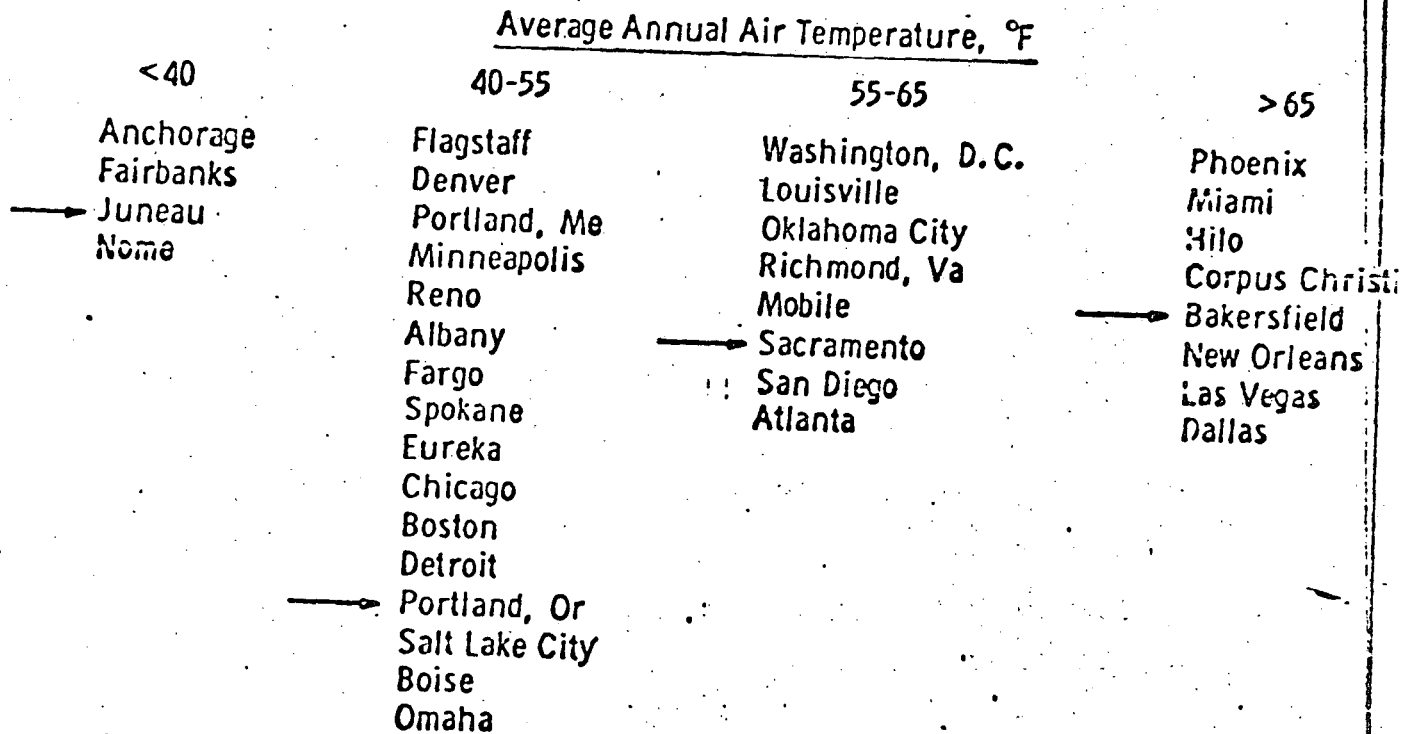 Average Annual Air Temperature, °F
<40
Anchorage
Fairbanks
Juneau
Nome
40-55
Flagstaff
Denver
Portland, Me
Minneapolis
Reno
Albany
Fargo
Spokane
Eureka
Chicago
Boston
Detroit
Portland, Or
Salt Lake City
Boise
Omaha
55-65
Washington, D.C.
Louisville
Oklahoma City
Richmond, Va
Mobile
Sacramento
San Diego
Atlanta
>65
Phoenix
Miami
Hilo
Corpus Christi
Bakersfield
New Orleans
Las Vegas
Dallas